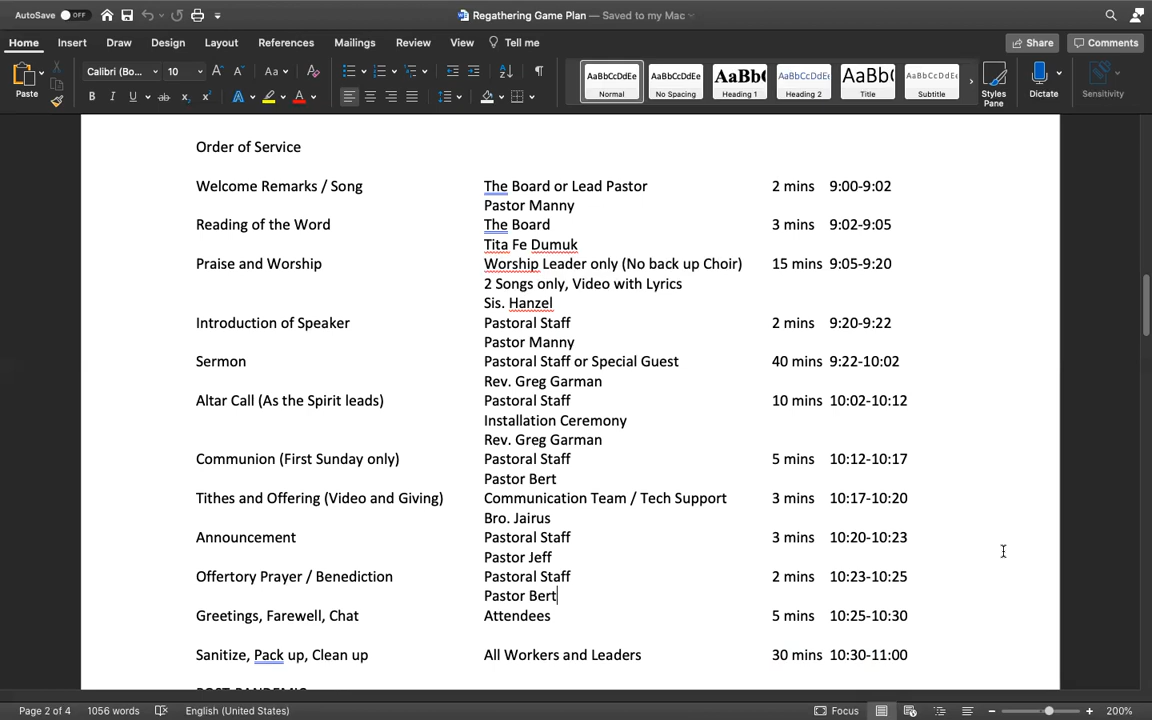 AutoSave OFF
Regathering Game Plan — Saved to my Mac
Home Insert Draw Design Layout References Mailings Review View Tell me Share Comments
Paste Calibri (Bo... 10 Aa AaBbCcDdEe AaBbCcDdEe AaBb( AaBbCcDdE AaBb( AaBbCcDdEe
Normal No Spacing Heading 1 Heading 2 Title Subtitle Styles Pane Dictate Sensitivity
B I U ab X₂ X² A A
Order of Service
Welcome Remarks / Song The Board or Lead Pastor 2 mins 9:00-9:02
Pastor Manny
Reading of the Word The Board 3 mins 9:02-9:05
Tita Fe Dumuk
Praise and Worship Worship Leader only (No back up Choir) 15 mins 9:05-9:20
2 Songs only, Video with Lyrics
Sis. Hanzel
Introduction of Speaker Pastoral Staff 2 mins 9:20-9:22
Pastor Manny
Sermon Pastoral Staff or Special Guest 40 mins 9:22-10:02
Rev. Greg Garman
Altar Call (As the Spirit leads) Pastoral Staff 10 mins 10:02-10:12
Installation Ceremony
Rev. Greg Garman
Communion (First Sunday only) Pastoral Staff 5 mins 10:12-10:17
Pastor Bert
Tithes and Offering (Video and Giving) Communication Team / Tech Support 3 mins 10:17-10:20
Bro. Jairus
Announcement Pastoral Staff 3 mins 10:20-10:23
Pastor Jeff
Offertory Prayer / Benediction Pastoral Staff 2 mins 10:23-10:25
Pastor Bert
Greetings, Farewell, Chat Attendees 5 mins 10:25-10:30
Sanitize, Pack up, Clean up All Workers and Leaders 30 mins 10:30-11:00
POST PANDEMIC
Page 2 of 4 1056 words English (United States) Focus 200%